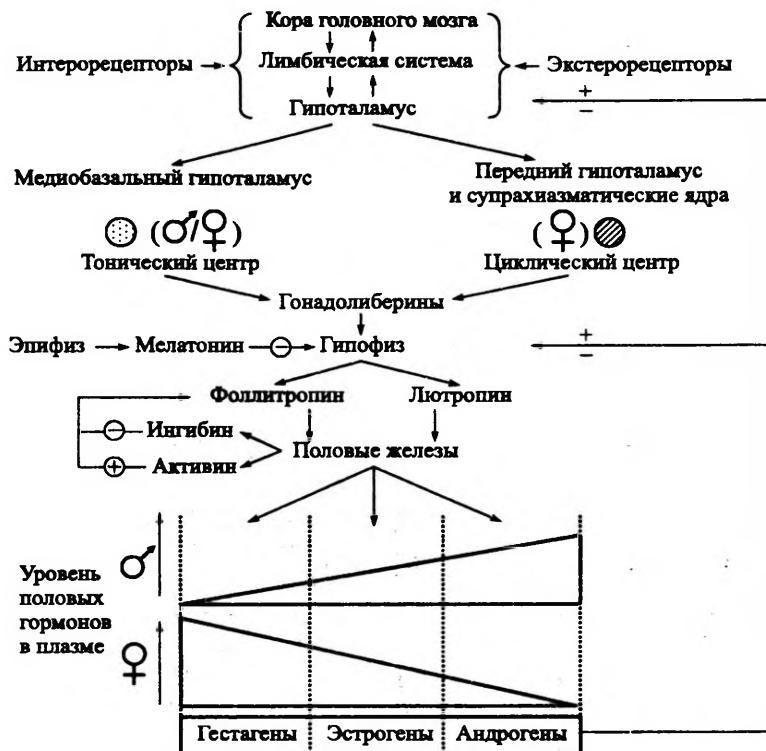 Кора головного мозга
Интерорецепторы
Лимбическая система
Экстерорецепторы
+
−
Гипоталамус
Медиобазальный гипоталамус
Передний гипоталамус
и супрахиазматические ядра
(♂/♀)
(♀)
Тонический центр
Циклический центр
Гонадолиберины
+
−
Эпифиз
Мелатонин
−
Гипофиз
Фоллитропин
Лютропин
−
Ингибин
Половые железы
+
Активин
♂
Уровень
половых
гормонов
в плазме
♀
Гестагены
Эстрогены
Андрогены